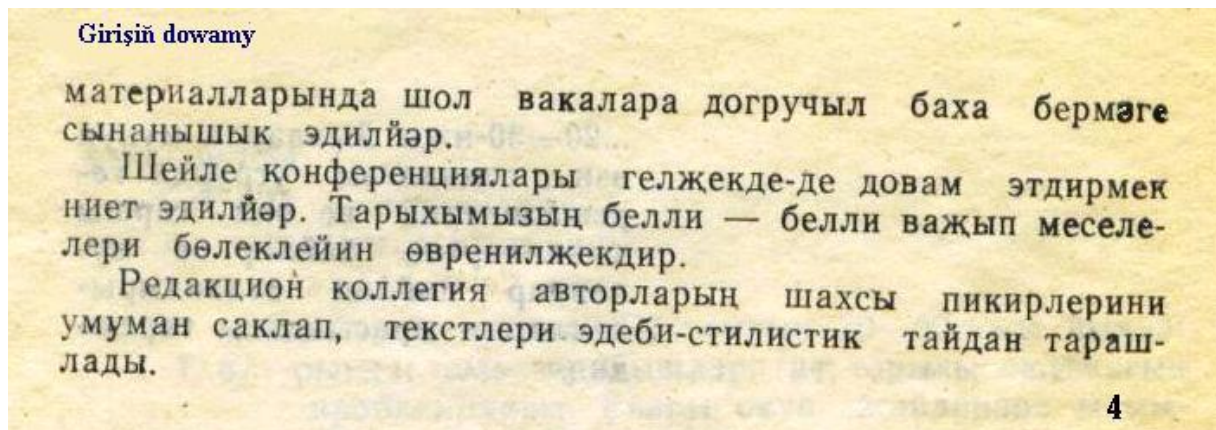 Girişiň dowamy
материалларында шол вакалара догручыл баха бермәге
сынанышык эдилйәр.
Шейле конференциялары гелҗекде-де довам этдирмек
ниет эдилйәр. Тарыхымызың белли — белли важып меселе-
лери бөлеклейин өвренилҗекдир.
Редакцион коллегия авторларың шахсы пикирлерини
умуман саклап, текстлери эдеби-стилистик тайдан тараш-
лады.
4